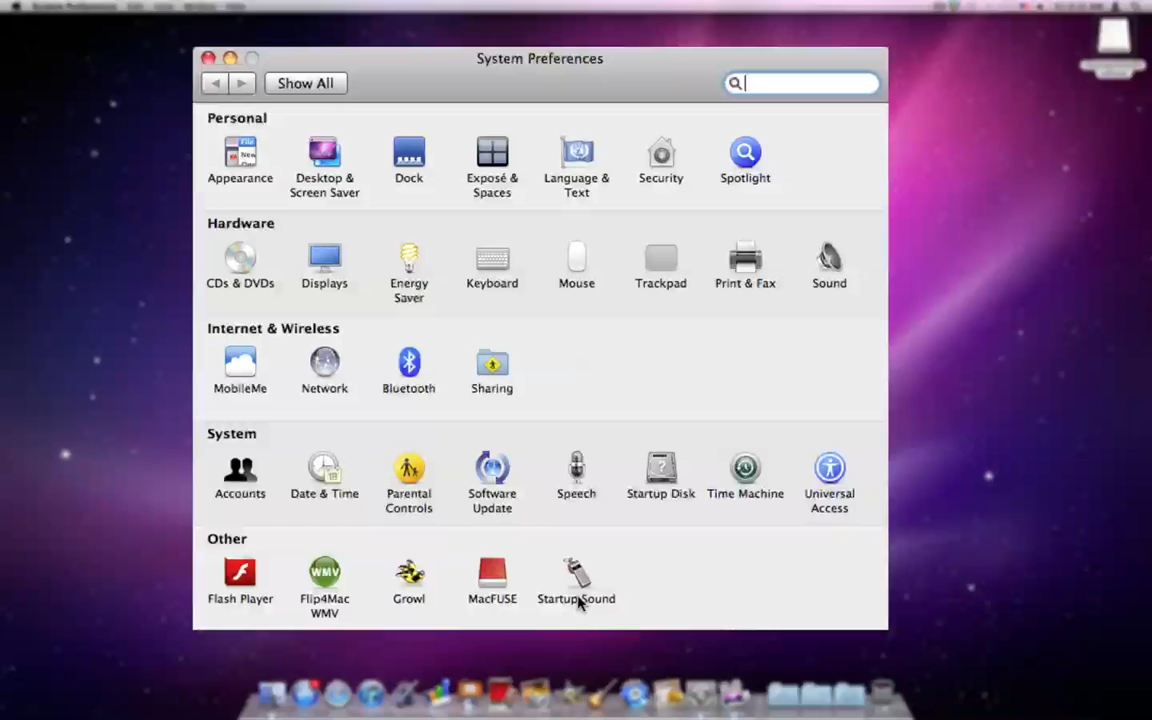 System Preferences
Show All
Personal
Appearance
Desktop & Screen Saver
Dock
Exposé & Spaces
Language & Text
Security
Spotlight
Hardware
CDs & DVDs
Displays
Energy Saver
Keyboard
Mouse
Trackpad
Print & Fax
Sound
Internet & Wireless
MobileMe
Network
Bluetooth
Sharing
System
Accounts
Date & Time
Parental Controls
Software Update
Speech
Startup Disk
Time Machine
Universal Access
Other
WMV
Flash Player
Flip4Mac WMV
Growl
MacFUSE
Startup Sound